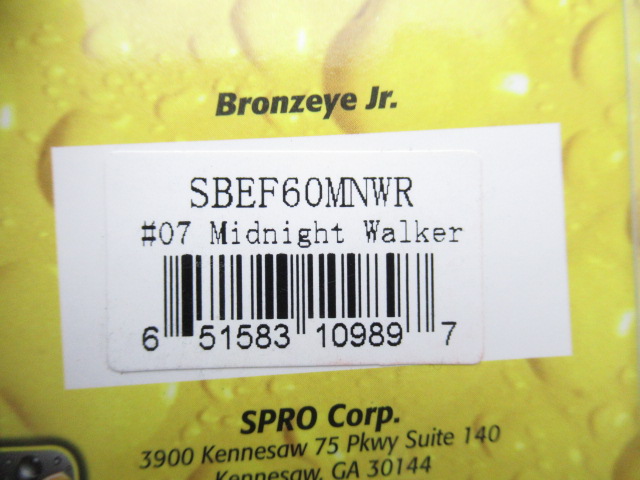 Bronzeye Jr.
SBEF60MNWR
#07 Midnight Walker
6 51583 10989 7
SPRO Corp.
3900 Kennesaw 75 Pkwy Suite 140
Kennesaw, GA 30144